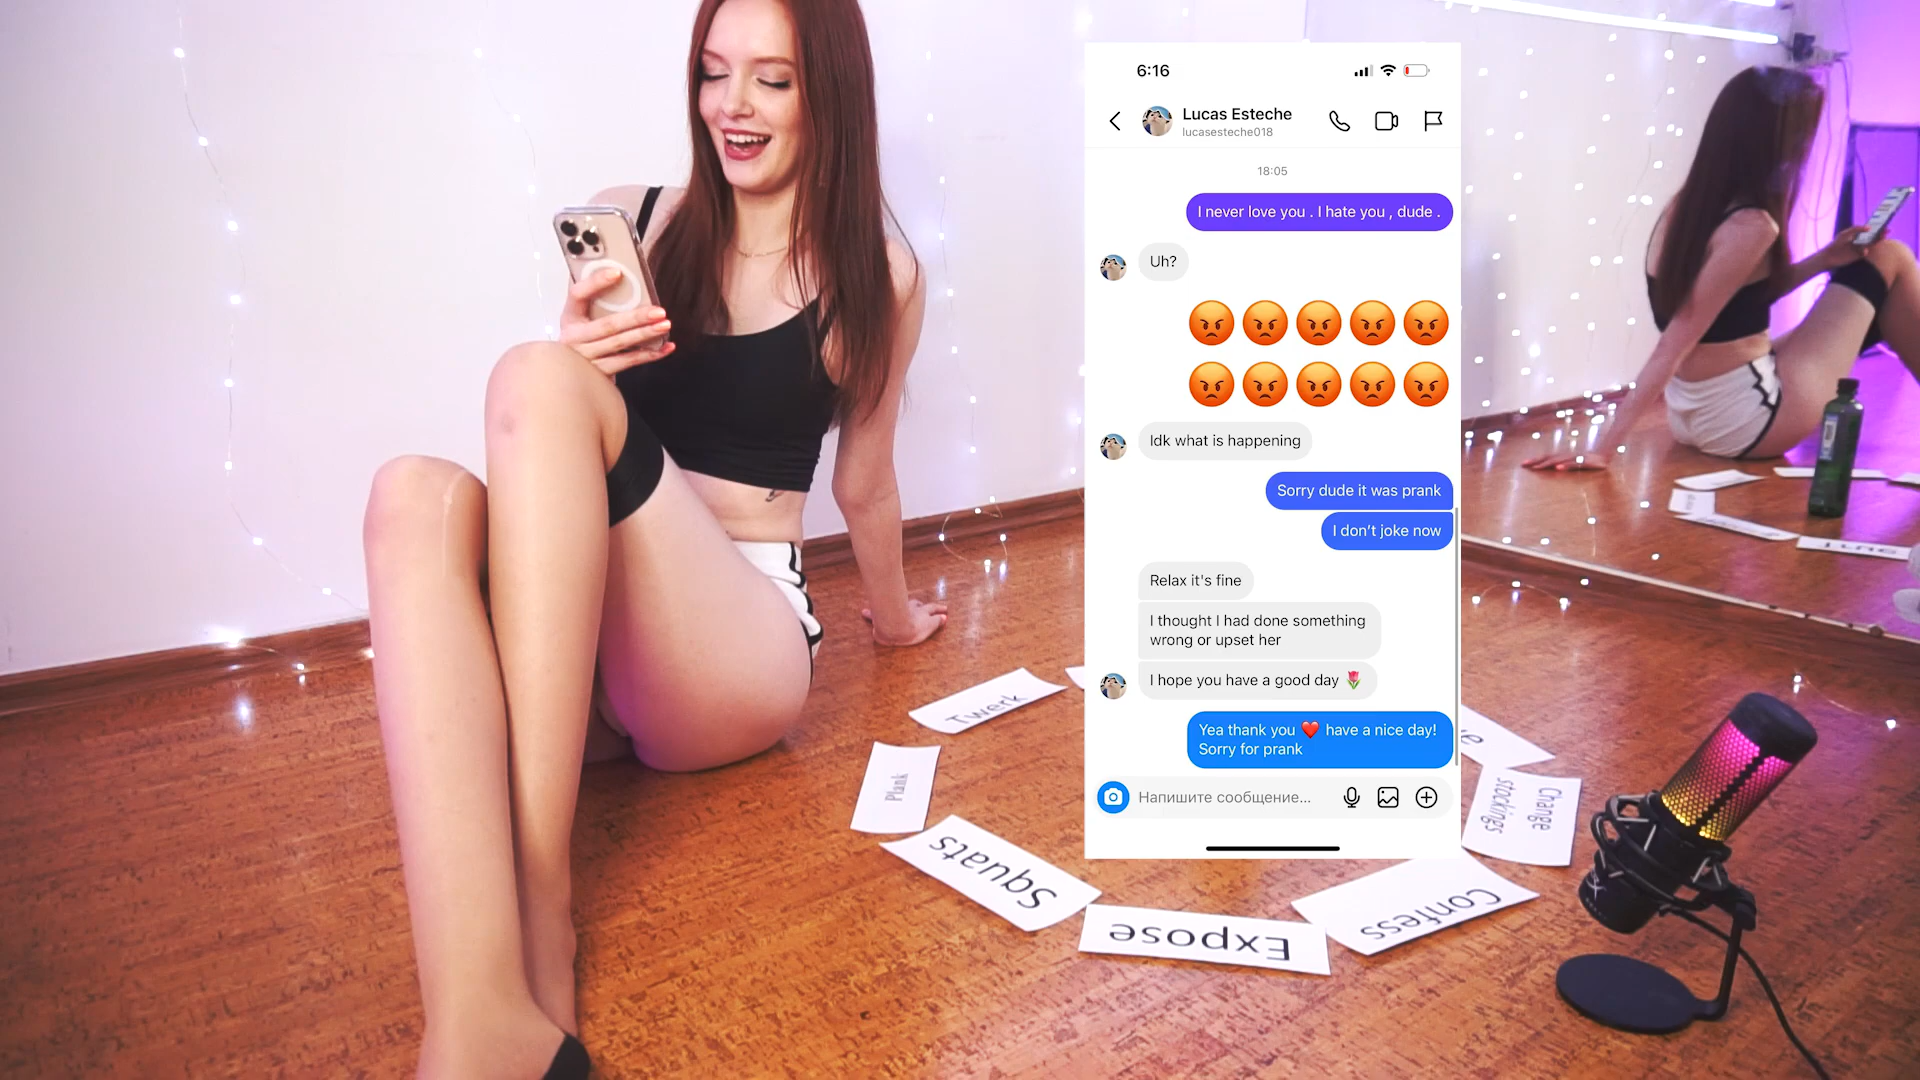 6:16
Lucas Esteche
lucasesteche018
18:05
I never love you . I hate you , dude .
Uh?
😡😡😡😡😡
😡😡😡😡😡
Idk what is happening
Sorry dude it was prank
I don't joke now
Relax it's fine
I thought I had done something
wrong or upset her
I hope you have a good day 🌷
Yea thank you ❤️ have a nice day!
Sorry for prank
Напишите сообщение...
Twerk
Plank
Squats
Expose
Confess
Change
stockings